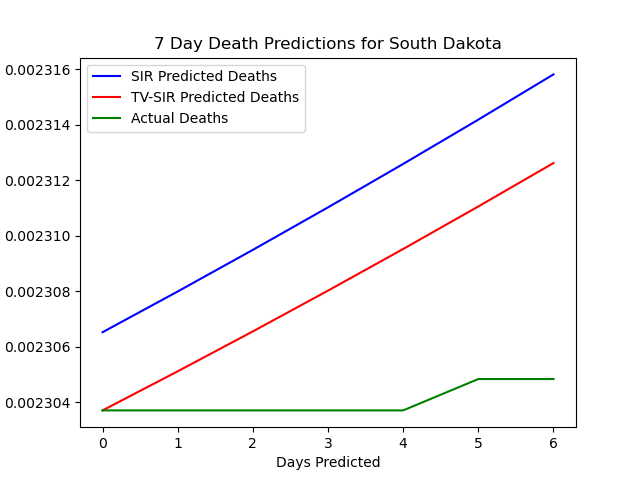 7 Day Death Predictions for South Dakota
0.002316
0.002314
0.002312
0.002310
0.002308
0.002306
0.002304
SIR Predicted Deaths
TV-SIR Predicted Deaths
Actual Deaths
0 1 2 3 4 5 6
Days Predicted